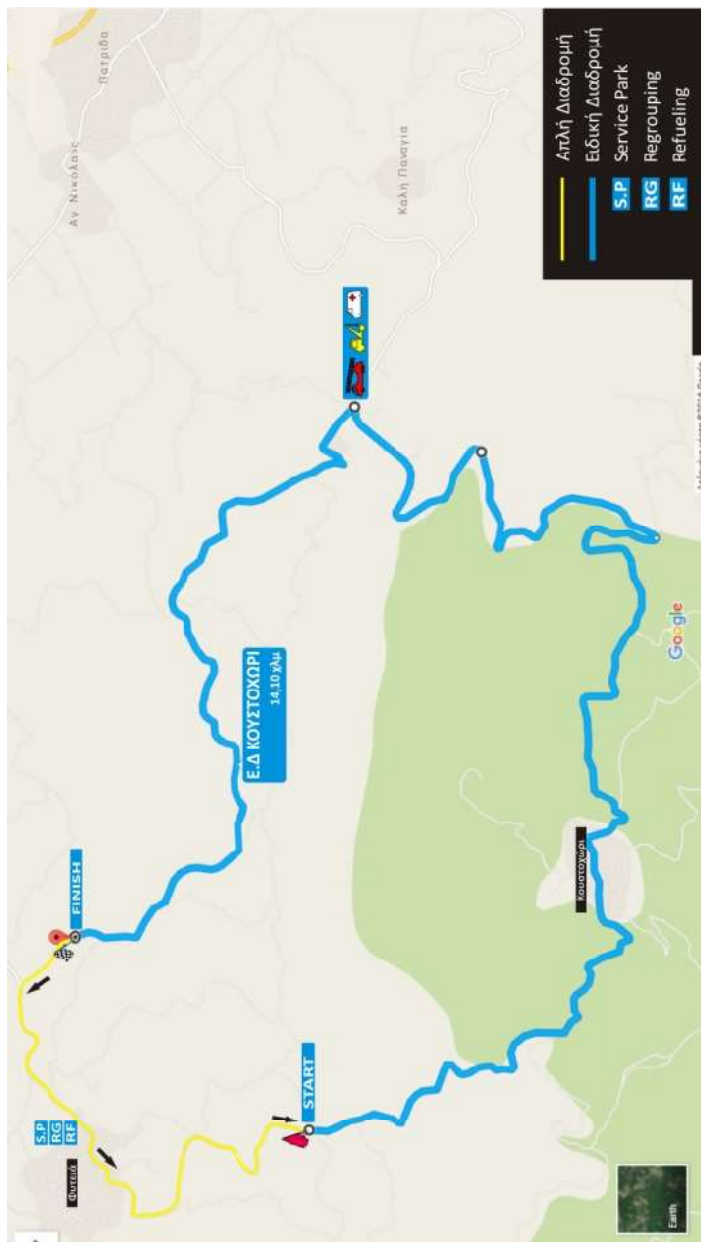 Φυτειά
S.P
RG
RF
FINISH
Αγ. Νικόλαος
Πατρίδα
Ε.Δ ΚΟΥΣΤΟΧΩΡΙ
14,10 χλμ
START
Καλή Παναγία
Κουστοχώρι
Απλή Διαδρομή
Ειδική Διαδρομή
S.P Service Park
RG Regrouping
RF Refueling
Google
Earth